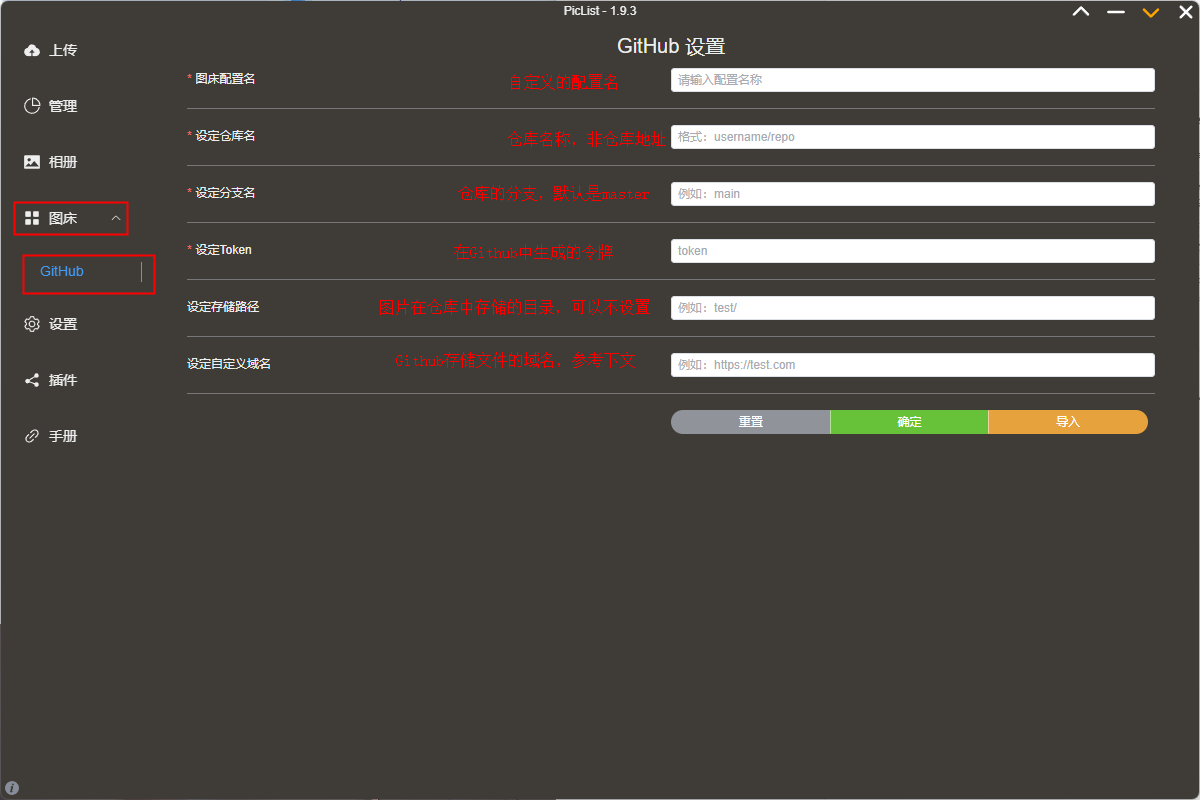 PicList - 1.9.3
上传
管理
相册
图床
GitHub
设置
插件
手册
GitHub 设置
* 图床配置名
自定义的配置名
请输入配置名称
* 设定仓库名
仓库名称，非仓库地址
格式：username/repo
* 设定分支名
仓库的分支，默认是master
例如：main
* 设定Token
在Github中生成的令牌
token
设定存储路径
图片在仓库中存储的目录，可以不设置
例如：test/
设定自定义域名
Github存储文件的域名，参考下文
例如：https://test.com
重置
确定
导入